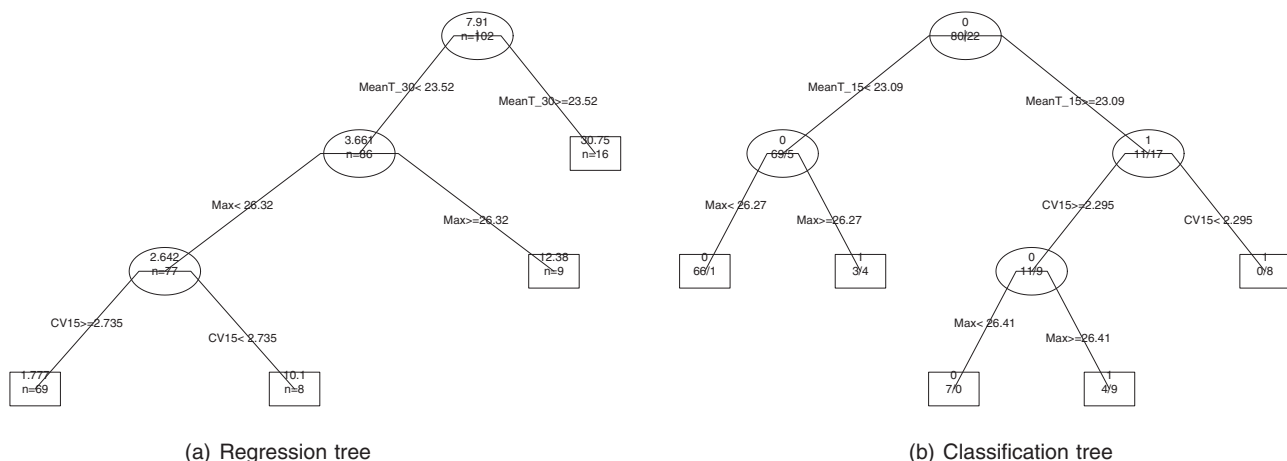 7.91
n=102
MeanT_30< 23.52
MeanT_30>=23.52
3.661
n=86
30.75
n=16
Max< 26.32
Max>=26.32
2.642
n=77
12.38
n=9
CV15>=2.735
CV15< 2.735
1.777
n=69
10.1
n=8
(a) Regression tree
0
80/22
MeanT_15< 23.09
MeanT_15>=23.09
0
69/5
1
11/17
Max< 26.27
Max>=26.27
CV15>=2.295
CV15< 2.295
0
66/1
1
3/4
0
11/9
1
0/8
Max< 26.41
Max>=26.41
0
7/0
1
4/9
(b) Classification tree